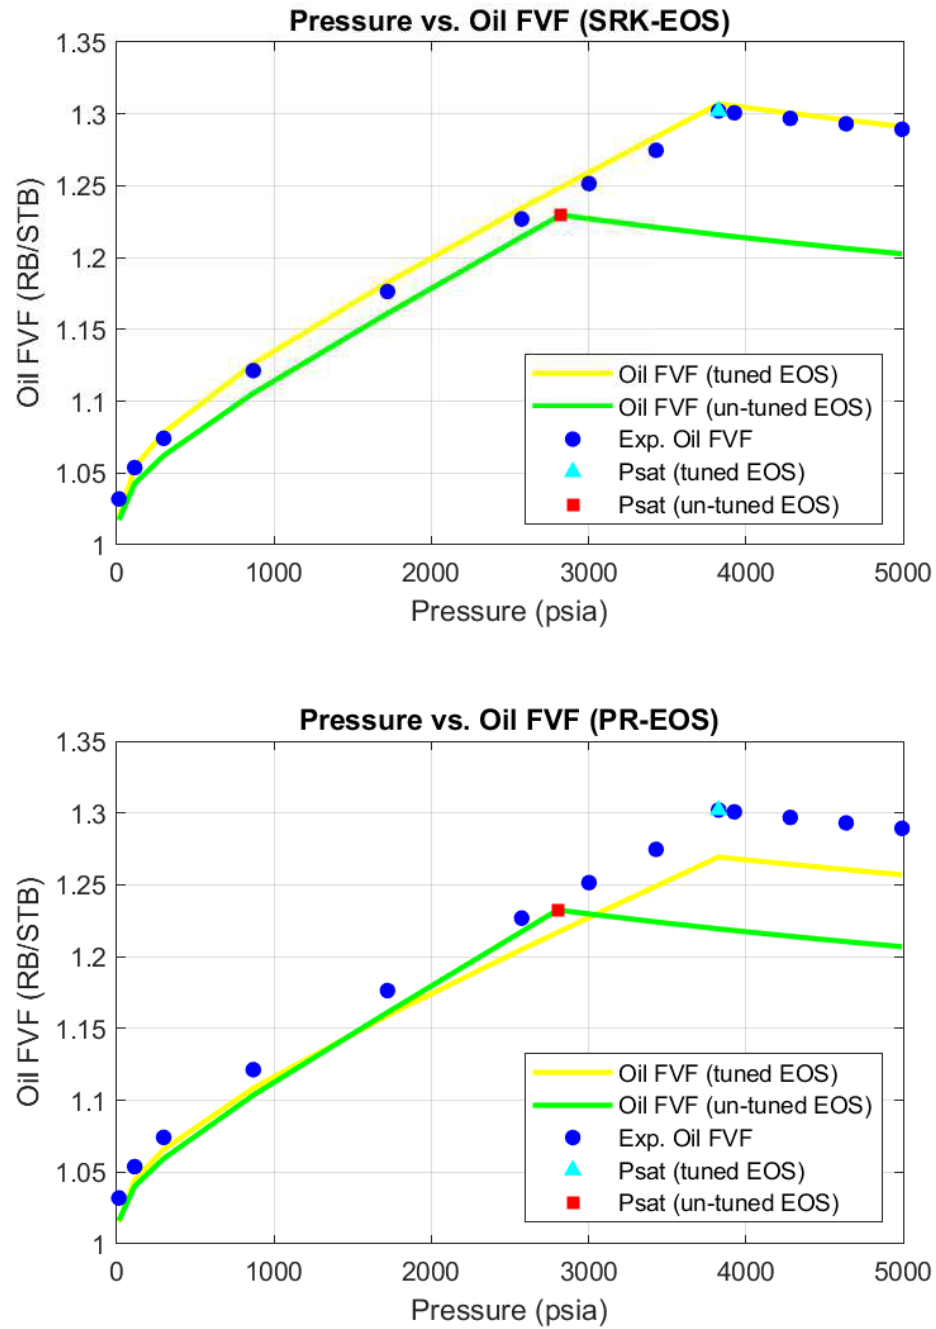 Pressure vs. Oil FVF (SRK-EOS)
1.35
1.3
1.25
1.2
1.15
1.1
1.05
1
Oil FVF (RB/STB)
Oil FVF (tuned EOS)
Oil FVF (un-tuned EOS)
Exp. Oil FVF
Psat (tuned EOS)
Psat (un-tuned EOS)
0 1000 2000 3000 4000 5000
Pressure (psia)
Pressure vs. Oil FVF (PR-EOS)
1.35
1.3
1.25
1.2
1.15
1.1
1.05
1
Oil FVF (RB/STB)
Oil FVF (tuned EOS)
Oil FVF (un-tuned EOS)
Exp. Oil FVF
Psat (tuned EOS)
Psat (un-tuned EOS)
0 1000 2000 3000 4000 5000
Pressure (psia)